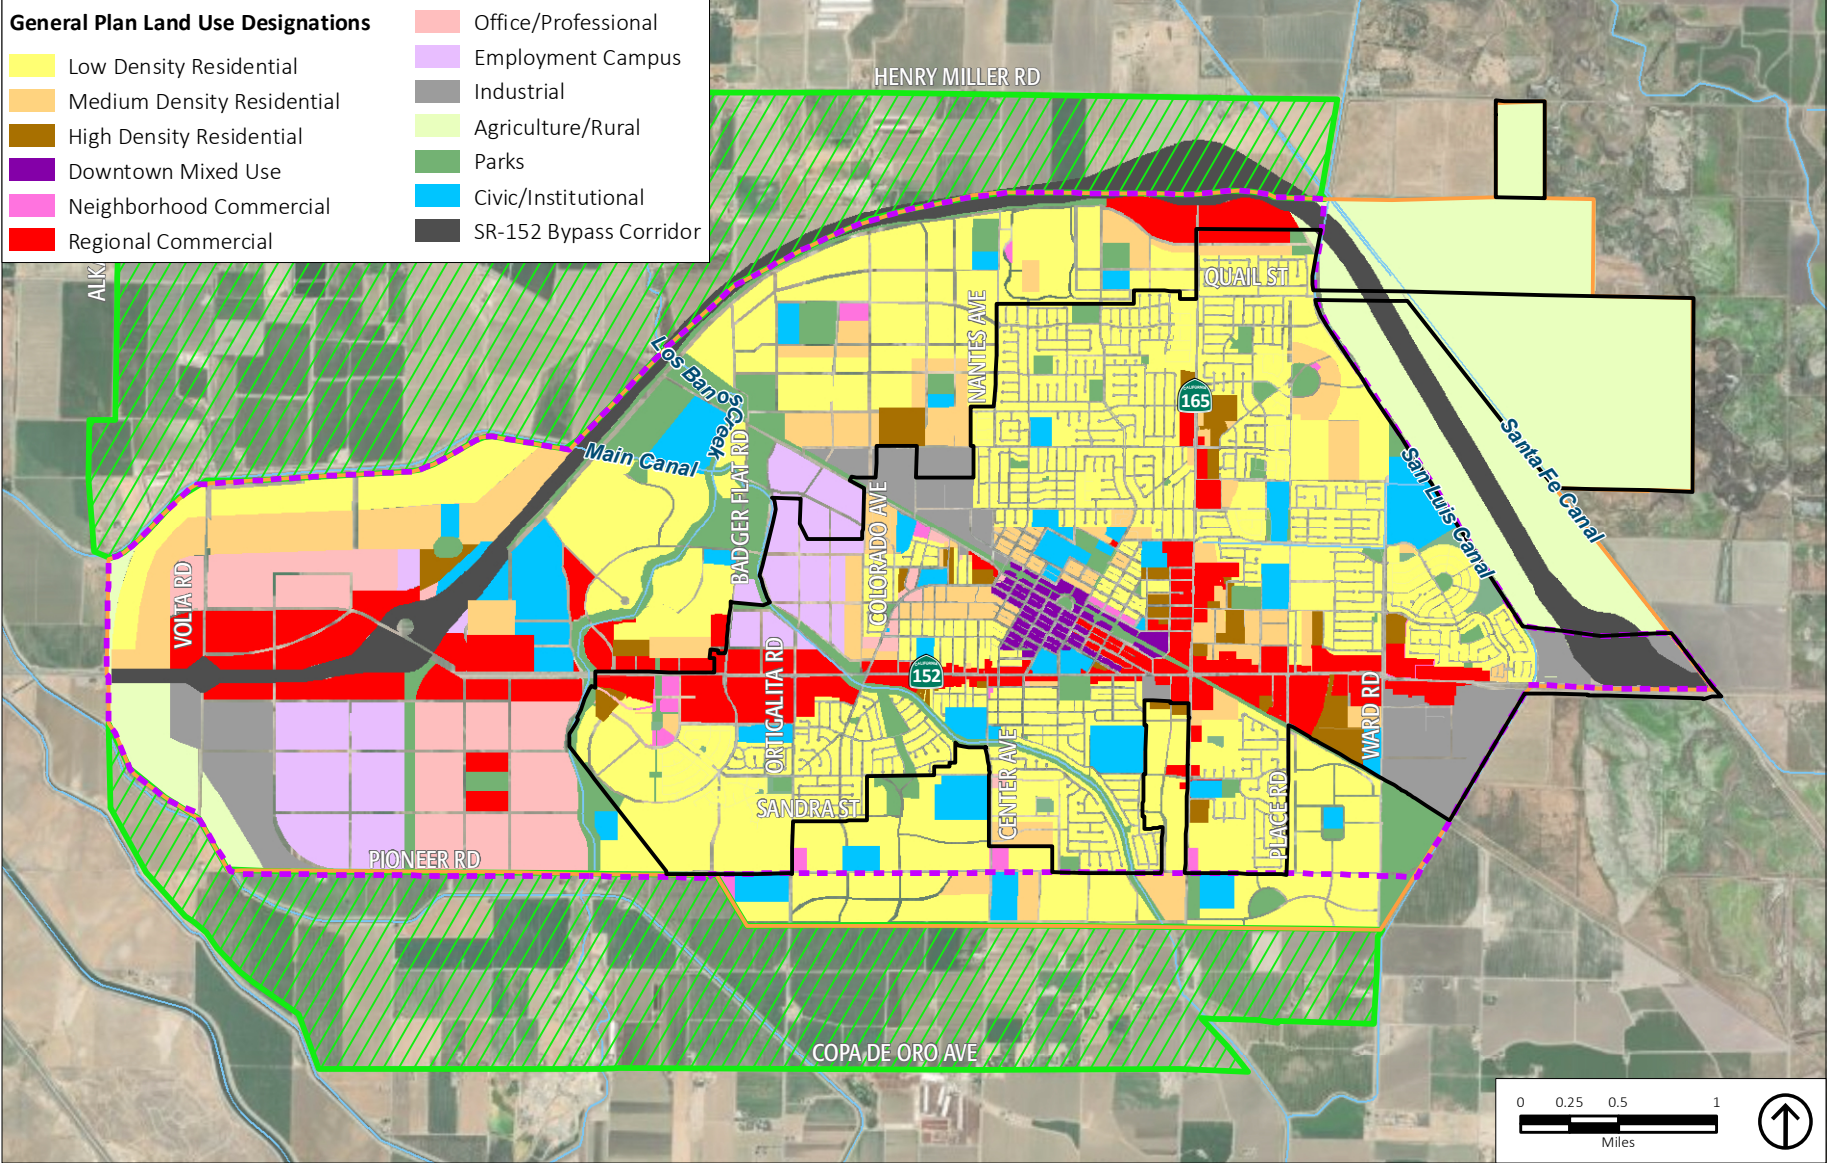 General Plan Land Use Designations
Low Density Residential
Medium Density Residential
High Density Residential
Downtown Mixed Use
Neighborhood Commercial
Regional Commercial
Office/Professional
Employment Campus
Industrial
Agriculture/Rural
Parks
Civic/Institutional
SR-152 Bypass Corridor
HENRY MILLER RD
ALKA
QUAIL ST
NANTES AVE
Los Banos Creek
CALIFORNIA
165
Main Canal
BADGER FLAT RD
San Luis Canal
Santa Fe Canal
COLORADO AVE
VOLTA RD
ORTIGALITA RD
CALIFORNIA
152
WARD RD
CENTER AVE
PLACE RD
SANDRA ST
PIONEER RD
COPA DE ORO AVE
0 0.25 0.5 1
Miles